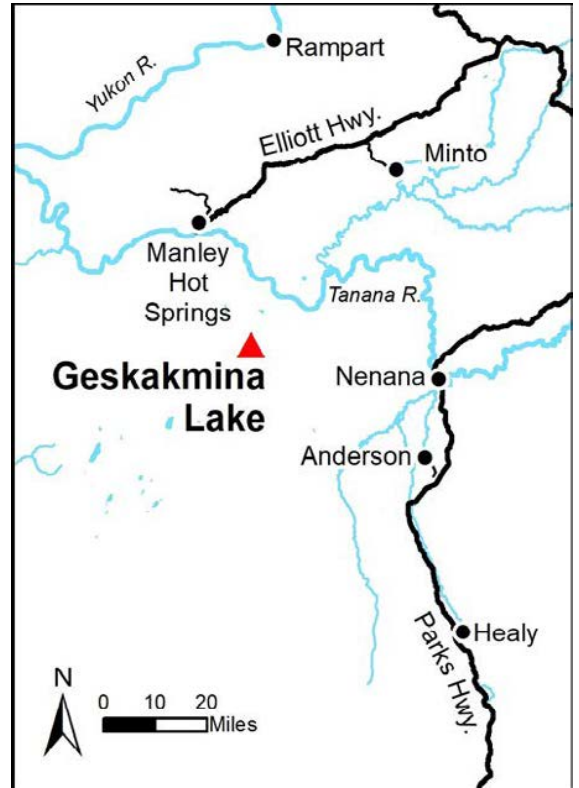 Rampart
Yukon R.
Elliott Hwy.
Minto
Manley
Hot
Springs
Tanana R.
Geskakmina
Lake
Nenana
Anderson
Healy
Parks Hwy.
N
0 10 20
Miles